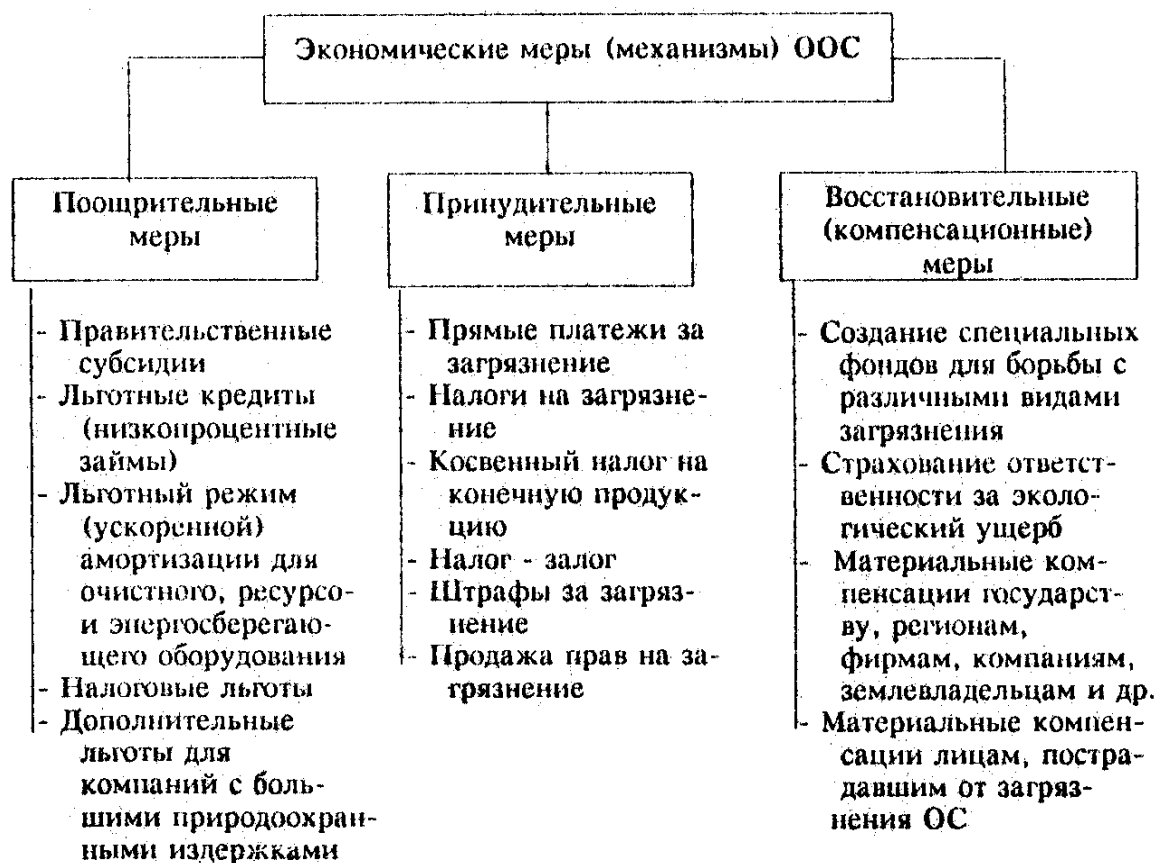 Экономические меры (механизмы) ООС
Поощрительные
меры
- Правительственные
субсидии
- Льготные кредиты
(низкопроцентные
займы)
- Льготный режим
(ускоренной)
амортизации для
очистного, ресурсо-
и энергосберегаю-
щего оборудования
- Налоговые льготы
- Дополнительные
льготы для
компаний с боль-
шими природоохран-
ными издержками
Принудительные
меры
- Прямые платежи за
загрязнение
- Налоги на загрязне-
ние
- Косвенный налог на
конечную продук-
цию
- Налог - залог
- Штрафы за загряз-
нение
- Продажа прав на за-
грязнение
Восстановительные
(компенсационные)
меры
- Создание специальных
фондов для борьбы с
различными видами
загрязнения
- Страхование ответст-
венности за эколо-
гический ущерб
- Материальные ком-
пенсации государст-
ву, регионам,
фирмам, компаниям,
землевладельцам и др.
- Материальные компен-
сации лицам, постра-
давшим от загряз-
нения ОС